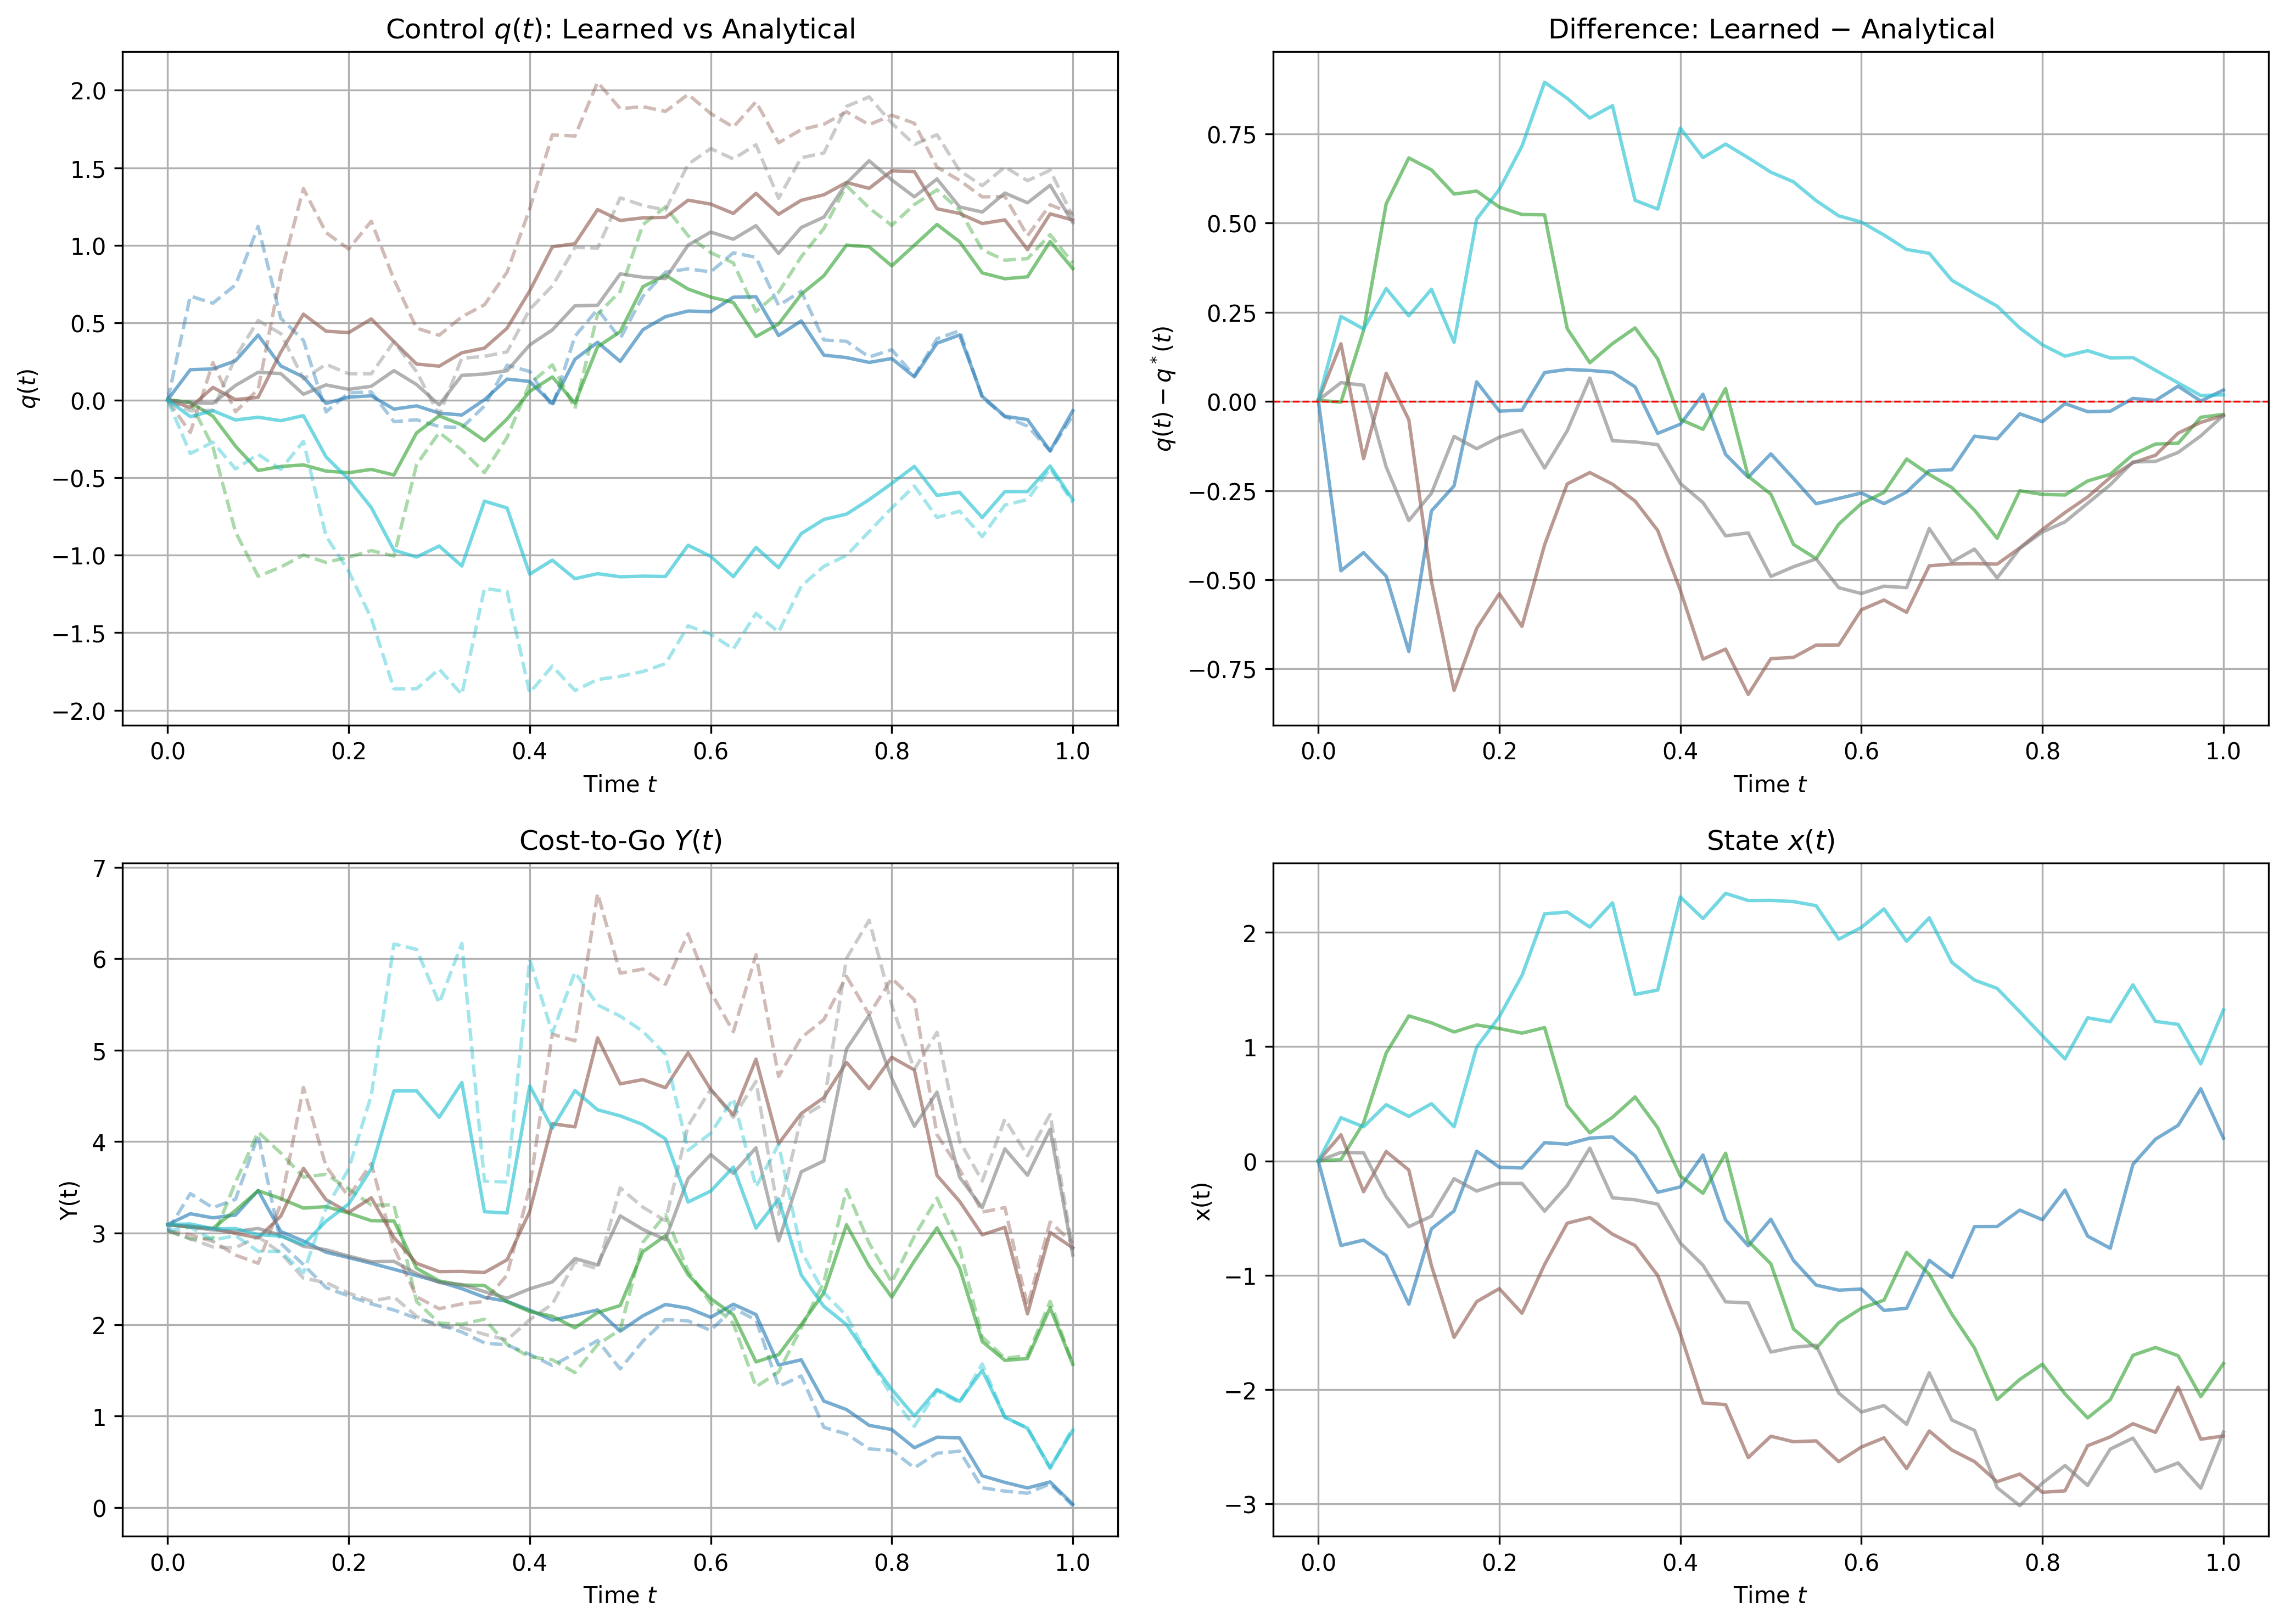 Control q(t): Learned vs Analytical
2.0
1.5
1.0
0.5
0.0
−0.5
−1.0
−1.5
−2.0
q(t)
0.0 0.2 0.4 0.6 0.8 1.0
Time t
Difference: Learned − Analytical
0.75
0.50
0.25
0.00
−0.25
−0.50
−0.75
q(t) − q*(t)
0.0 0.2 0.4 0.6 0.8 1.0
Time t
Cost-to-Go Y(t)
7
6
5
4
3
2
1
0
Y(t)
0.0 0.2 0.4 0.6 0.8 1.0
Time t
State x(t)
2
1
0
−1
−2
−3
x(t)
0.0 0.2 0.4 0.6 0.8 1.0
Time t